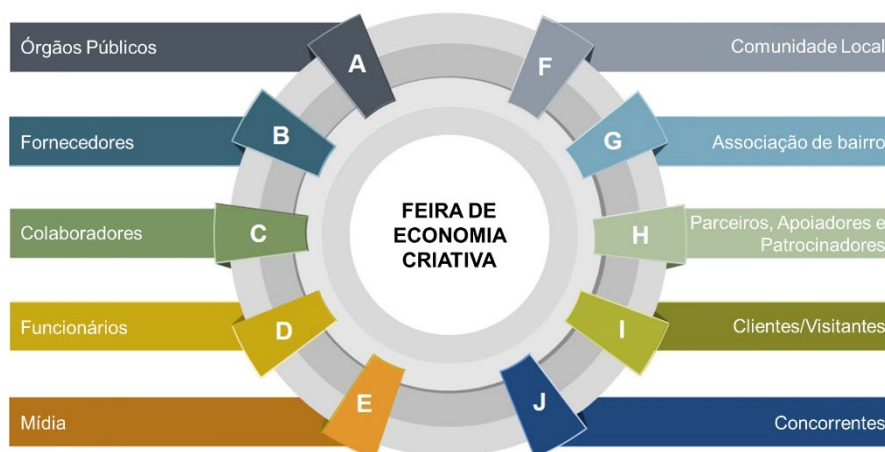 Órgãos Públicos
A
Fornecedores
B
Colaboradores
C
Funcionários
D
Mídia
E
FEIRA DE
ECONOMIA
CRIATIVA
F
Comunidade Local
G
Associação de bairro
H
Parceiros, Apoiadores e
Patrocinadores
I
Clientes/Visitantes
J
Concorrentes